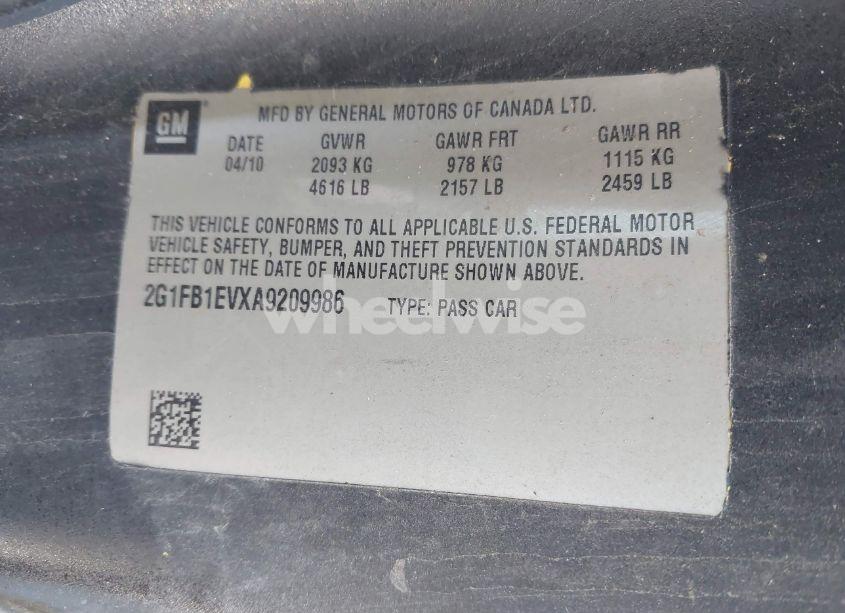 GM
MFD BY GENERAL MOTORS OF CANADA LTD.
DATE GVWR GAWR FRT GAWR RR
04/10 2093 KG 978 KG 1115 KG
4616 LB 2157 LB 2459 LB
THIS VEHICLE CONFORMS TO ALL APPLICABLE U.S. FEDERAL MOTOR
VEHICLE SAFETY, BUMPER, AND THEFT PREVENTION STANDARDS IN
EFFECT ON THE DATE OF MANUFACTURE SHOWN ABOVE.
2G1FB1EVXA9209986 TYPE: PASS CAR
wheelwise